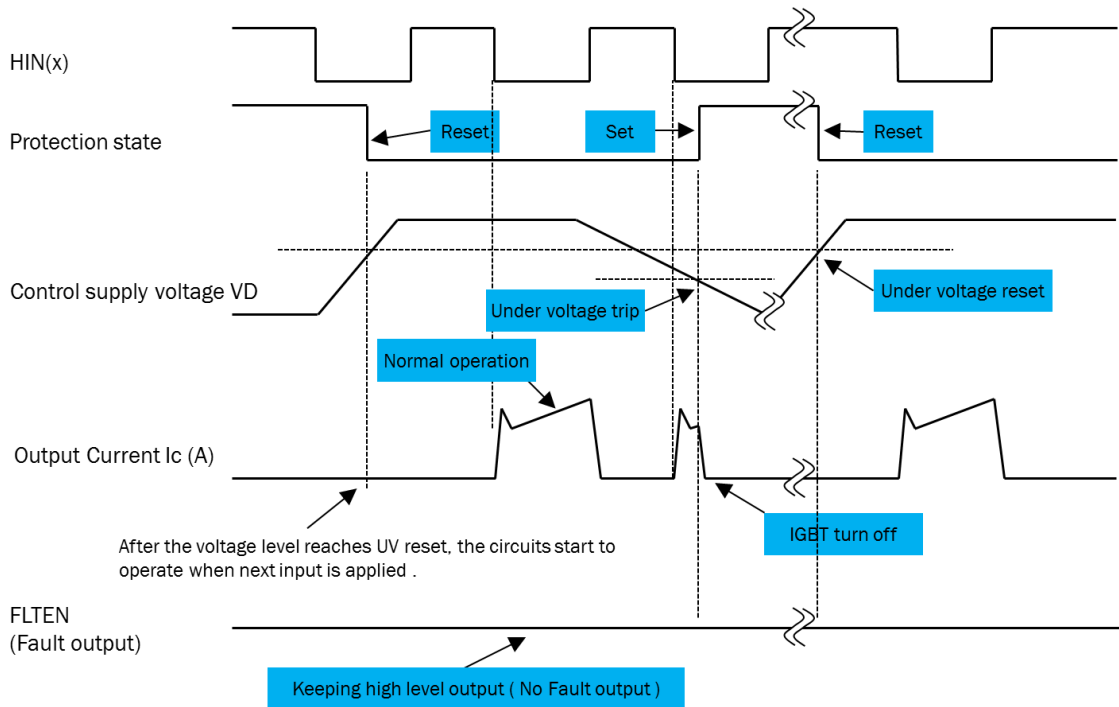 HIN(x)
Protection state
Reset
Set
Reset
Control supply voltage VD
Under voltage reset
Under voltage trip
Normal operation
Output Current Ic (A)
IGBT turn off
After the voltage level reaches UV reset, the circuits start to
operate when next input is applied .
FLTEN
(Fault output)
Keeping high level output ( No Fault output )